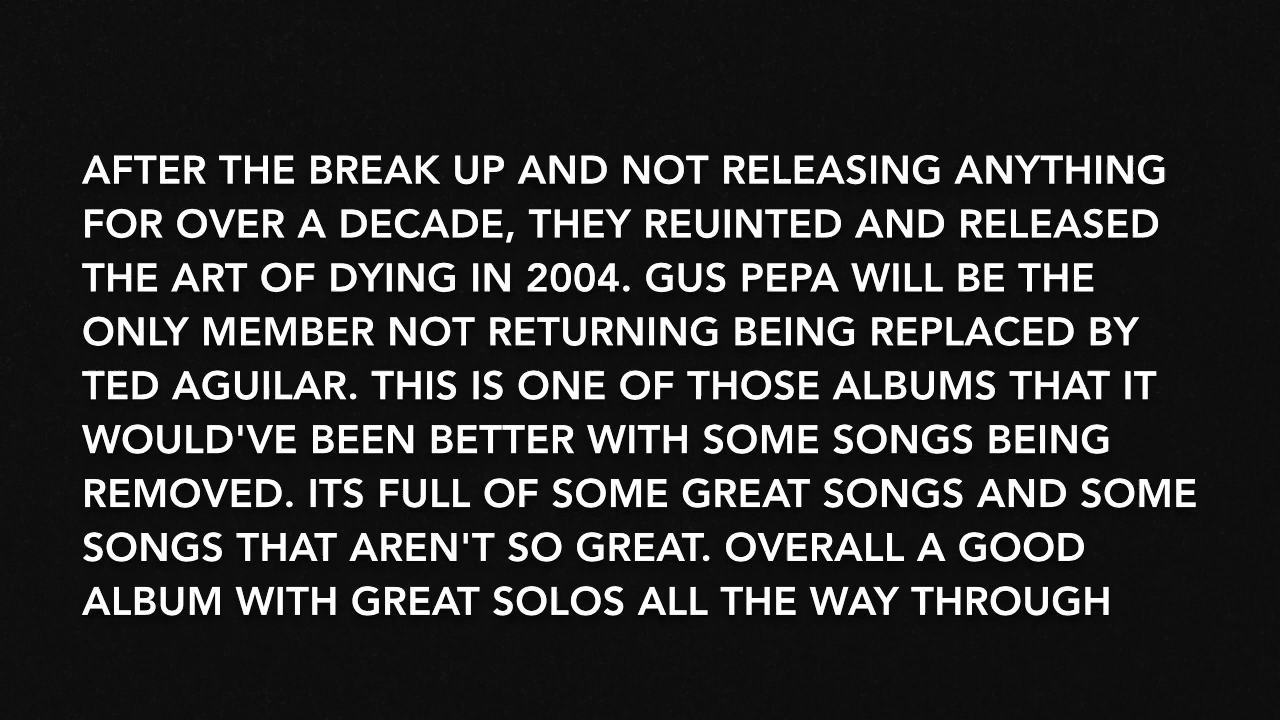 AFTER THE BREAK UP AND NOT RELEASING ANYTHING
FOR OVER A DECADE, THEY REUINTED AND RELEASED
THE ART OF DYING IN 2004. GUS PEPA WILL BE THE
ONLY MEMBER NOT RETURNING BEING REPLACED BY
TED AGUILAR. THIS IS ONE OF THOSE ALBUMS THAT IT
WOULD'VE BEEN BETTER WITH SOME SONGS BEING
REMOVED. ITS FULL OF SOME GREAT SONGS AND SOME
SONGS THAT AREN'T SO GREAT. OVERALL A GOOD
ALBUM WITH GREAT SOLOS ALL THE WAY THROUGH